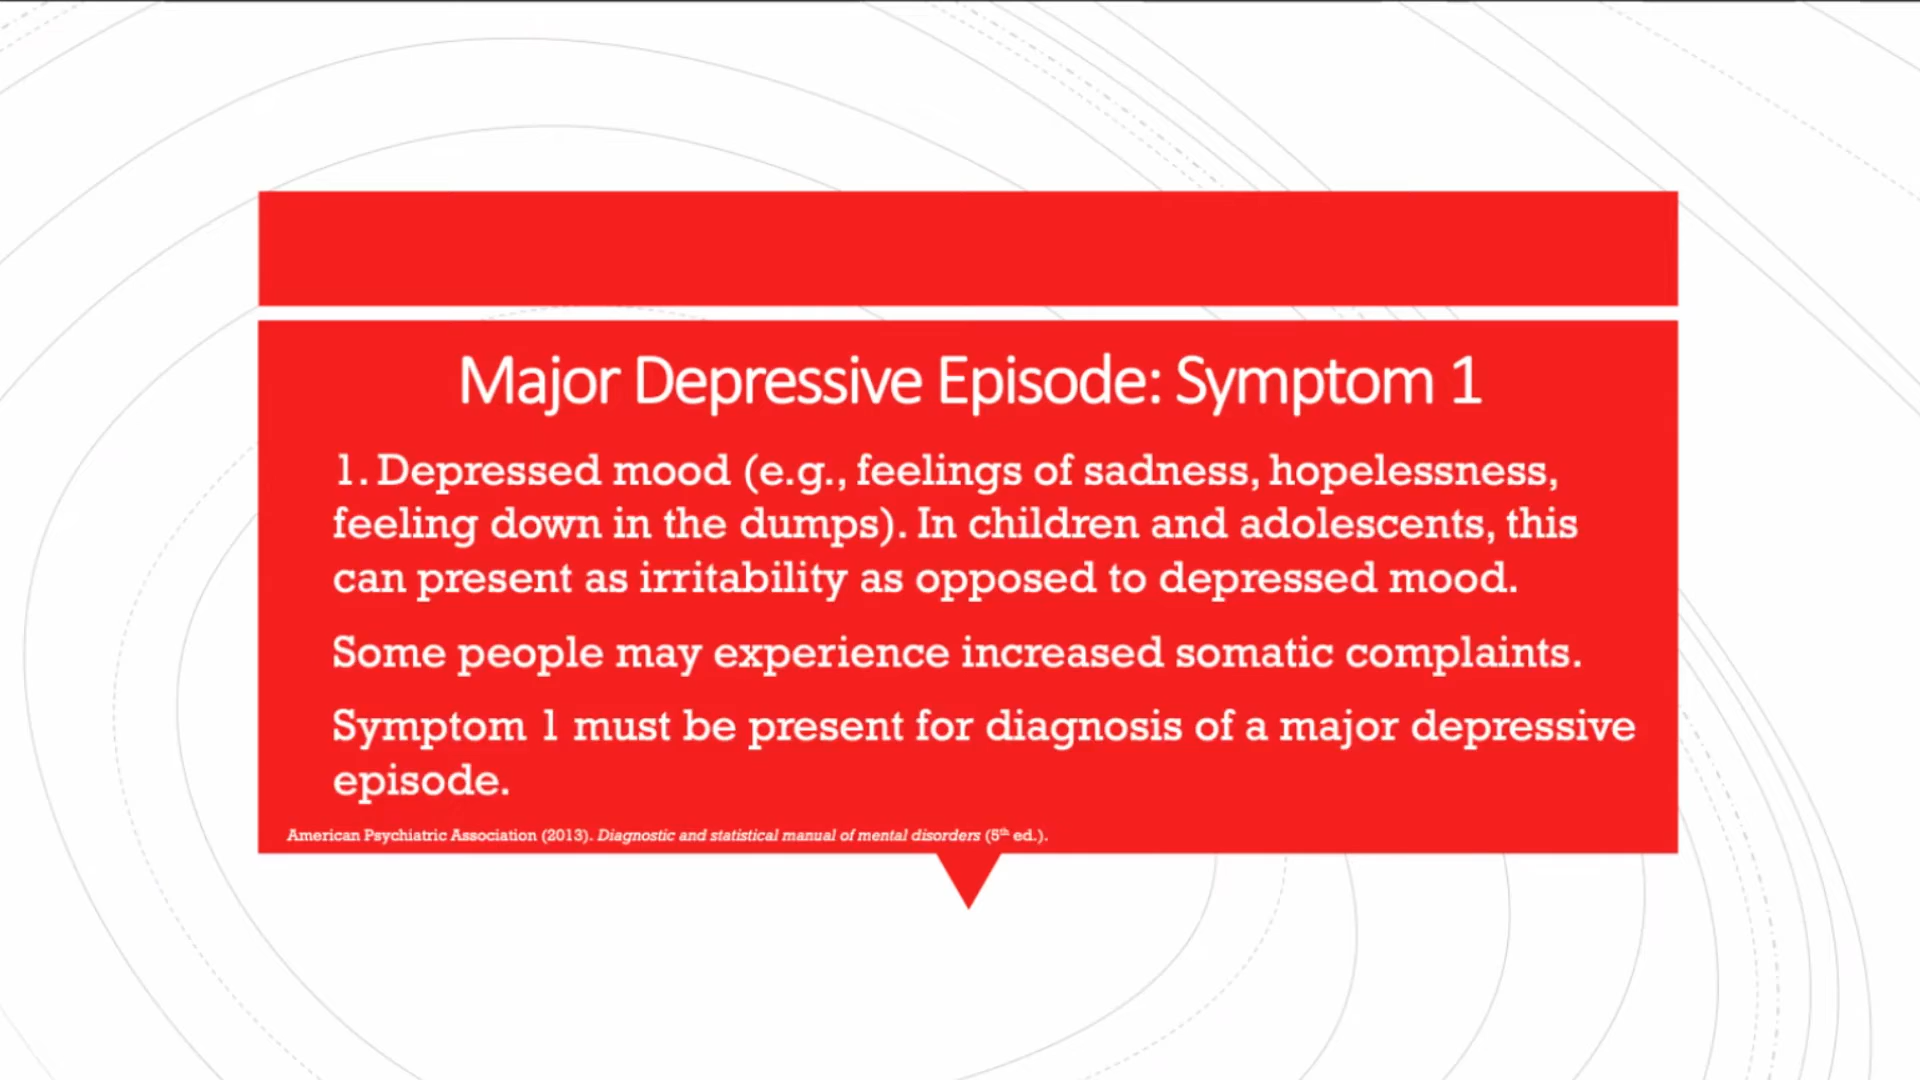 Major Depressive Episode: Symptom 1
1. Depressed mood (e.g., feelings of sadness, hopelessness,
feeling down in the dumps). In children and adolescents, this
can present as irritability as opposed to depressed mood.
Some people may experience increased somatic complaints.
Symptom 1 must be present for diagnosis of a major depressive
episode.
American Psychiatric Association (2013). Diagnostic and statistical manual of mental disorders (5th ed.).